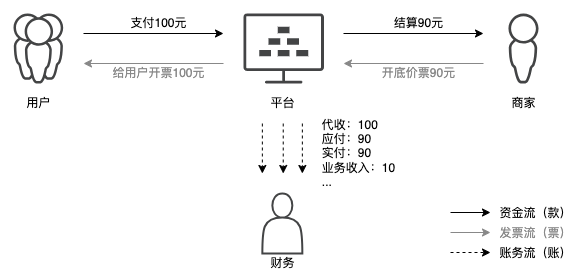 支付100元
结算90元
给用户开票100元
开底价票90元
用户
平台
商家
代收：100
应付：90
实付：90
业务收入：10
...
财务
资金流（款）
发票流（票）
账务流（账）